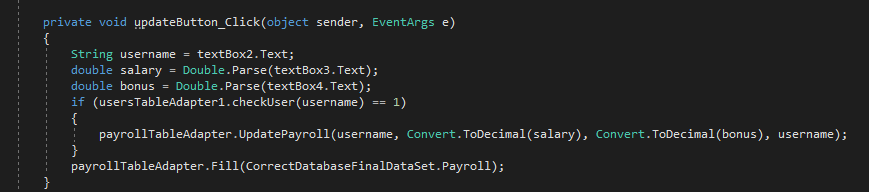 private void updateButton_Click(object sender, EventArgs e)
{
String username = textBox2.Text;
double salary = Double.Parse(textBox3.Text);
double bonus = Double.Parse(textBox4.Text);
if (usersTableAdapter1.checkUser(username) == 1)
{
payrollTableAdapter.UpdatePayroll(username, Convert.ToDecimal(salary), Convert.ToDecimal(bonus), username);
}
payrollTableAdapter.Fill(CorrectDatabaseFinalDataSet.Payroll);
}